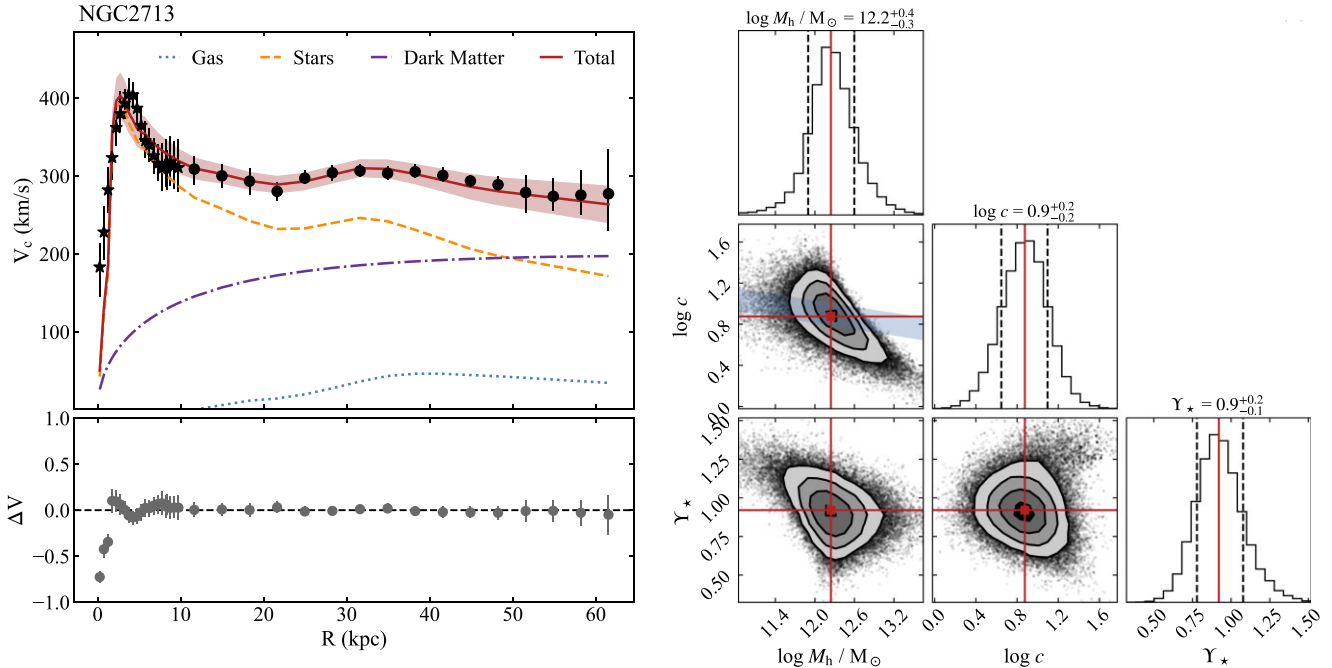 NGC2713
Gas Stars Dark Matter Total
400
300
200
100
V_c (km/s)
1.0
0.5
0.0
−0.5
−1.0
ΔV
0 10 20 30 40 50 60
R (kpc)
log M_h / M_⊙ = 12.2^{+0.4}_{−0.3}
log c = 0.9^{+0.2}_{−0.2}
1.6
1.2
0.8
0.4
0.0
log c
ϒ_⋆ = 0.9^{+0.2}_{−0.1}
1.50
1.25
1.00
0.75
0.50
ϒ_⋆
11.4 12.0 12.6 13.2
log M_h / M_⊙
0.0 0.4 0.8 1.2 1.6
log c
0.50 0.75 1.00 1.25 1.50
ϒ_⋆